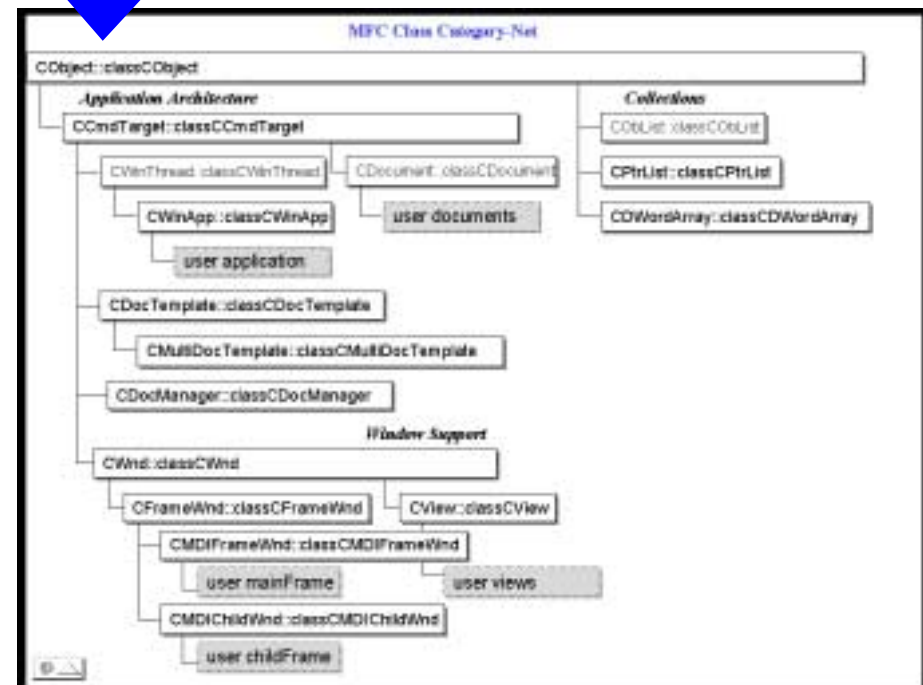 MFC Class Category-Net
CObject::classCObject
Application Architecture
Collections
CCmdTarget::classCCmdTarget
CObList::classCObList
CWinThread::classCWinThread
CDocument::classCDocument
CPtrList::classCPtrList
CWinApp::classCWinApp
user documents
CDWordArray::classCDWordArray
user application
CDocTemplate::classCDocTemplate
CMultiDocTemplate::classCMultiDocTemplate
CDocManager::classCDocManager
Window Support
CWnd::classCWnd
CFrameWnd::classCFrameWnd
CView::classCView
CMDIFrameWnd::classCMDIFrameWnd
user mainFrame
user views
CMDIChildWnd::classCMDIChildWnd
user childFrame